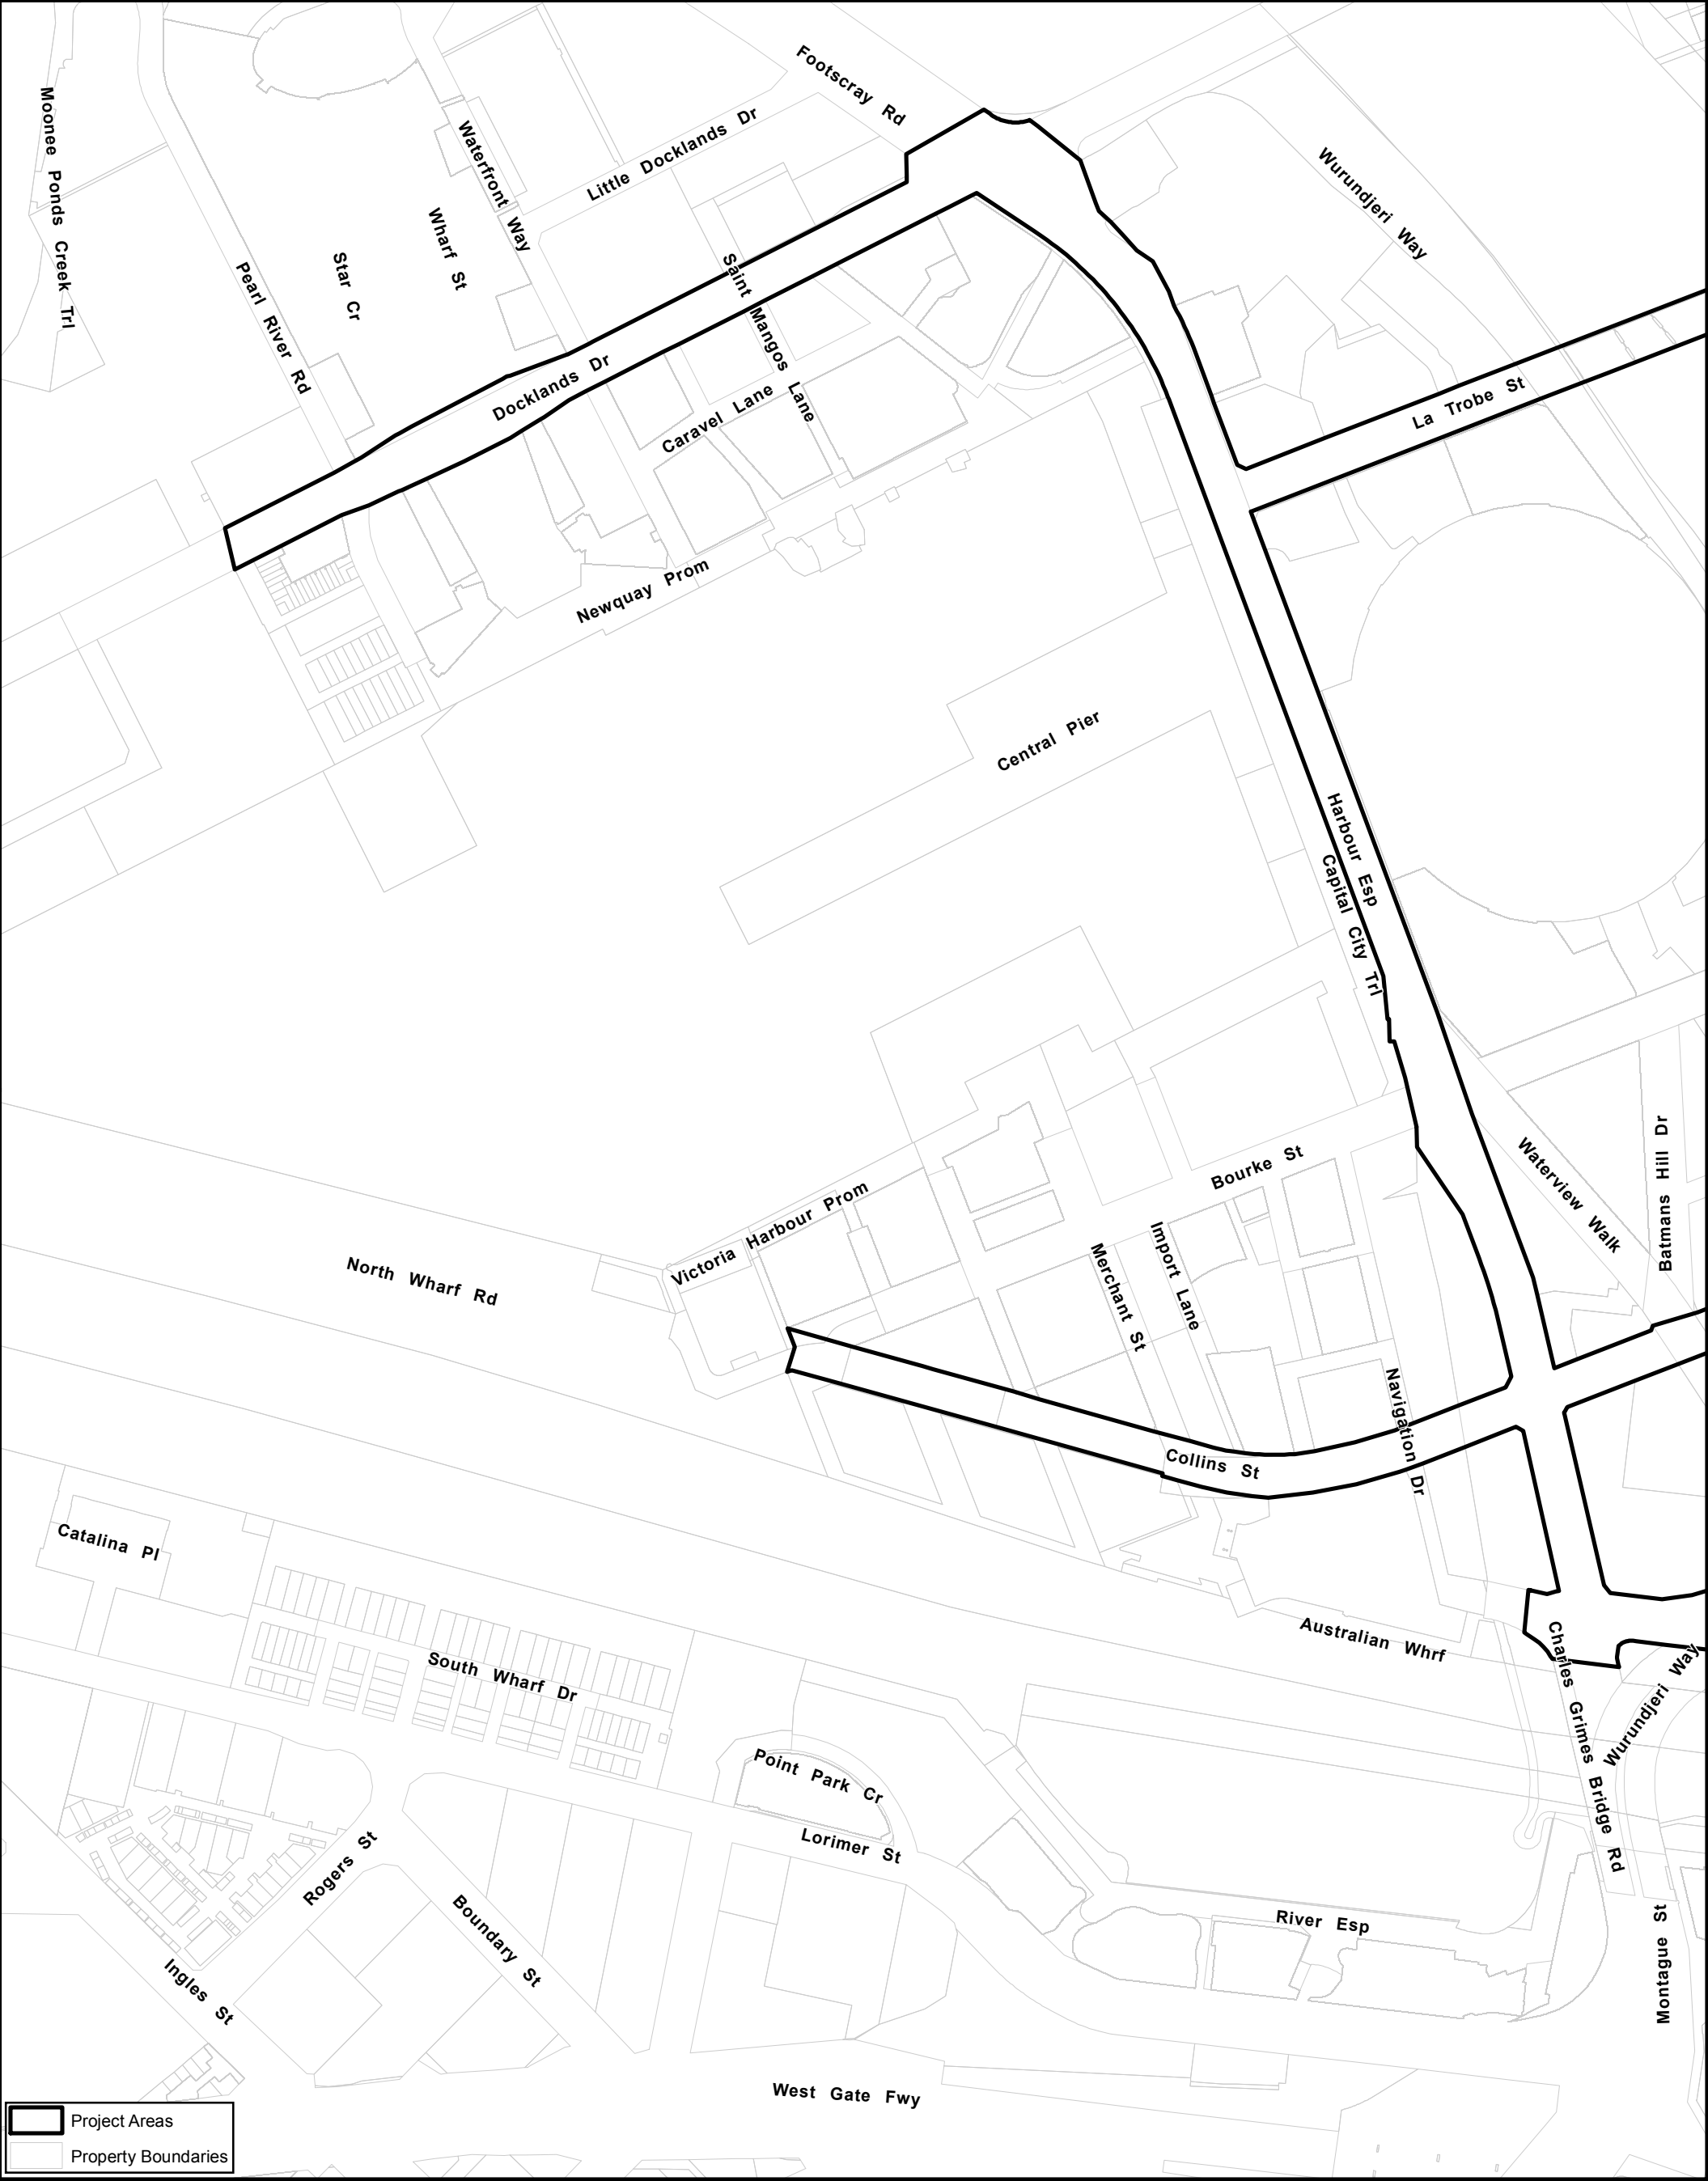 Footscray Rd
Moonee Ponds Creek Trl
Waterfront Way
Little Docklands Dr
Wurundjeri Way
Wharf St
Star Cr
Pearl River Rd
Saint Mangos Lane
Docklands Dr
Caravel Lane
La Trobe St
Newquay Prom
Central Pier
Harbour Esp
Capital City Trl
Bourke St
Waterview Walk
Batmans Hill Dr
Victoria Harbour Prom
North Wharf Rd
Merchant St
Import Lane
Navigation Dr
Collins St
Catalina Pl
Australian Whrf
South Wharf Dr
Charles Grimes Bridge Rd
Wurundjeri Way
Point Park Cr
Lorimer St
Rogers St
Boundary St
River Esp
Montague St
Ingles St
West Gate Fwy
Project Areas
Property Boundaries